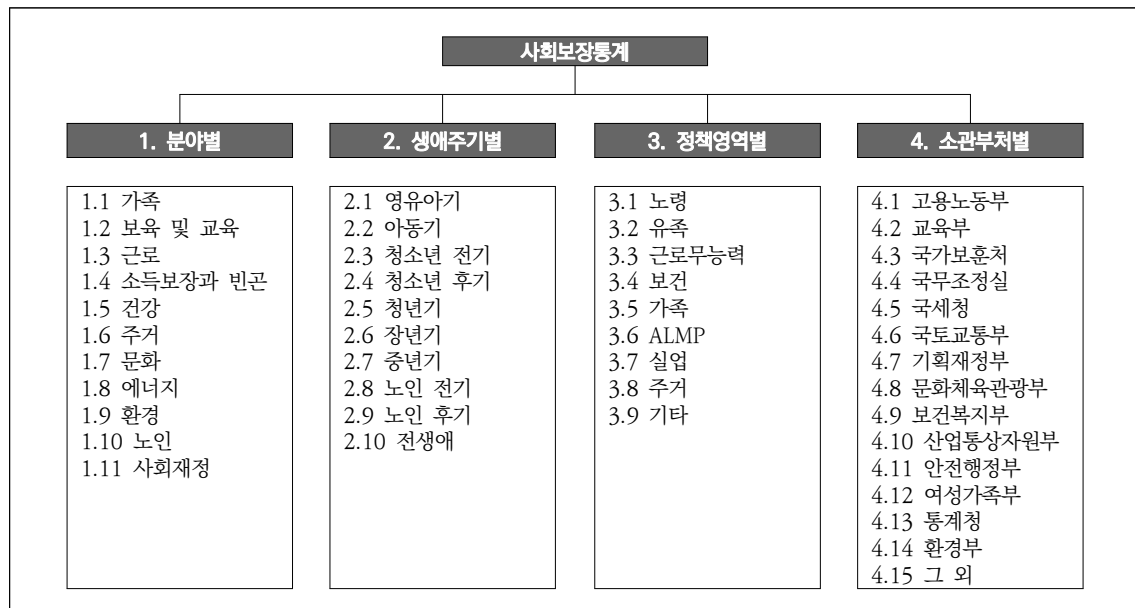 사회보장통계
1. 분야별
1.1 가족
1.2 보육 및 교육
1.3 근로
1.4 소득보장과 빈곤
1.5 건강
1.6 주거
1.7 문화
1.8 에너지
1.9 환경
1.10 노인
1.11 사회재정
2. 생애주기별
2.1 영유아기
2.2 아동기
2.3 청소년 전기
2.4 청소년 후기
2.5 청년기
2.6 장년기
2.7 중년기
2.8 노인 전기
2.9 노인 후기
2.10 전생애
3. 정책영역별
3.1 노령
3.2 유족
3.3 근로무능력
3.4 보건
3.5 가족
3.6 ALMP
3.7 실업
3.8 주거
3.9 기타
4. 소관부처별
4.1 고용노동부
4.2 교육부
4.3 국가보훈처
4.4 국무조정실
4.5 국세청
4.6 국토교통부
4.7 기획재정부
4.8 문화체육관광부
4.9 보건복지부
4.10 산업통상자원부
4.11 안전행정부
4.12 여성가족부
4.13 통계청
4.14 환경부
4.15 그 외